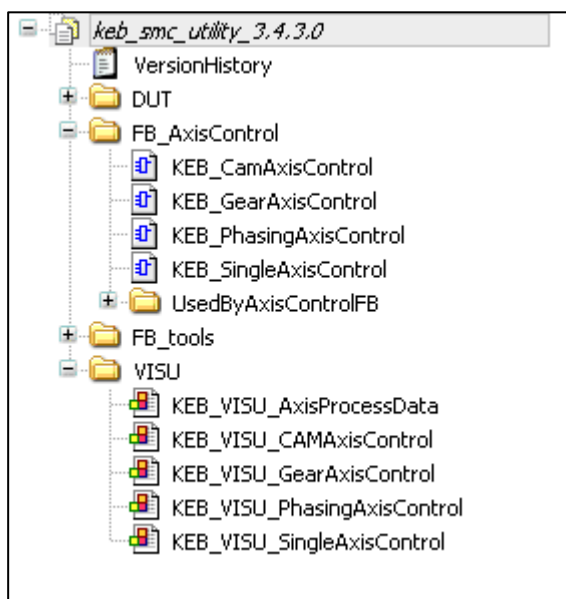 keb_smc_utility_3.4.3.0
VersionHistory
DUT
FB_AxisControl
KEB_CamAxisControl
KEB_GearAxisControl
KEB_PhasingAxisControl
KEB_SingleAxisControl
UsedByAxisControlFB
FB_tools
VISU
KEB_VISU_AxisProcessData
KEB_VISU_CAMAxisControl
KEB_VISU_GearAxisControl
KEB_VISU_PhasingAxisControl
KEB_VISU_SingleAxisControl